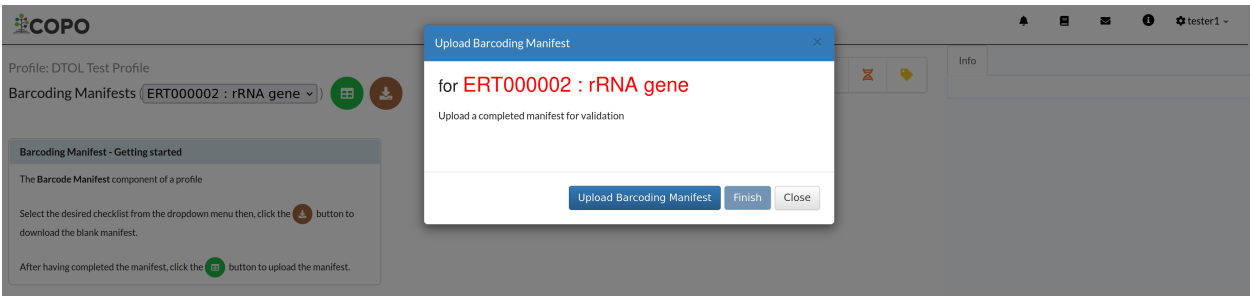 COPO
tester1
Profile: DTOL Test Profile
Barcoding Manifests ( ERT000002 : rRNA gene )
Info
Upload Barcoding Manifest ×
for ERT000002 : rRNA gene
Upload a completed manifest for validation
Upload Barcoding Manifest Finish Close
Barcoding Manifest - Getting started
The Barcode Manifest component of a profile
Select the desired checklist from the dropdown menu then, click the button to
download the blank manifest.
After having completed the manifest, click the button to upload the manifest.